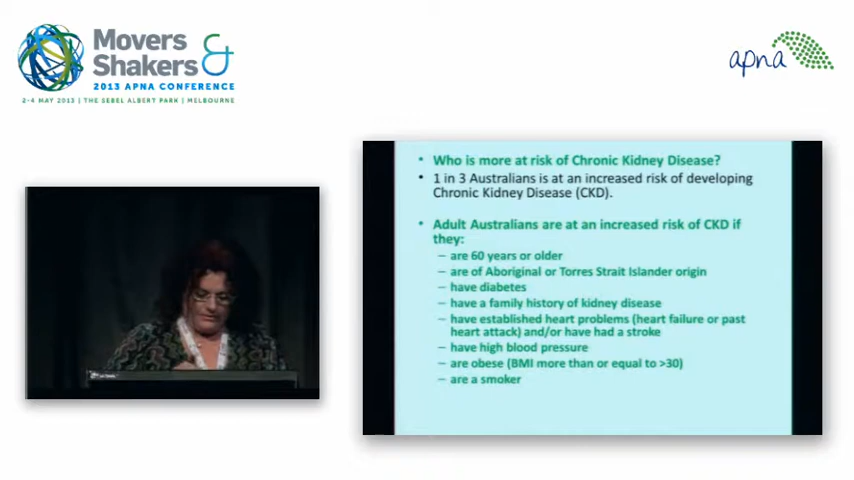 Movers &
Shakers
2013 APNA CONFERENCE
2-4 MAY 2013 | THE SEBEL ALBERT PARK | MELBOURNE
apna
• Who is more at risk of Chronic Kidney Disease?
• 1 in 3 Australians is at an increased risk of developing
Chronic Kidney Disease (CKD).
• Adult Australians are at an increased risk of CKD if
they:
– are 60 years or older
– are of Aboriginal or Torres Strait Islander origin
– have diabetes
– have a family history of kidney disease
– have established heart problems (heart failure or past
heart attack) and/or have had a stroke
– have high blood pressure
– are obese (BMI more than or equal to >30)
– are a smoker